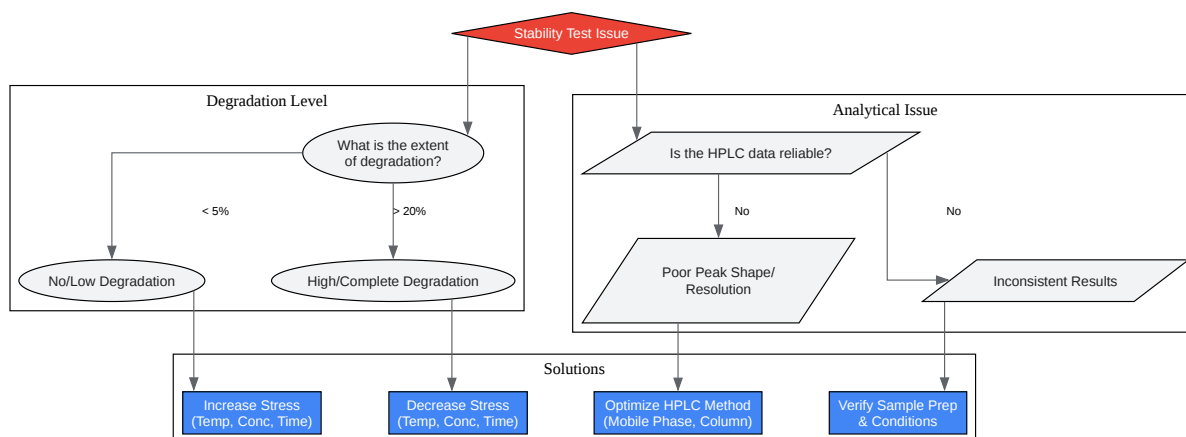 Stability Test Issue
Degradation Level
Analytical Issue
What is the extent
of degradation?
Is the HPLC data reliable?
< 5%
> 20%
No
No
No/Low Degradation
High/Complete Degradation
Poor Peak Shape/
Resolution
Inconsistent Results
Solutions
Increase Stress
(Temp, Conc, Time)
Decrease Stress
(Temp, Conc, Time)
Optimize HPLC Method
(Mobile Phase, Column)
Verify Sample Prep
& Conditions